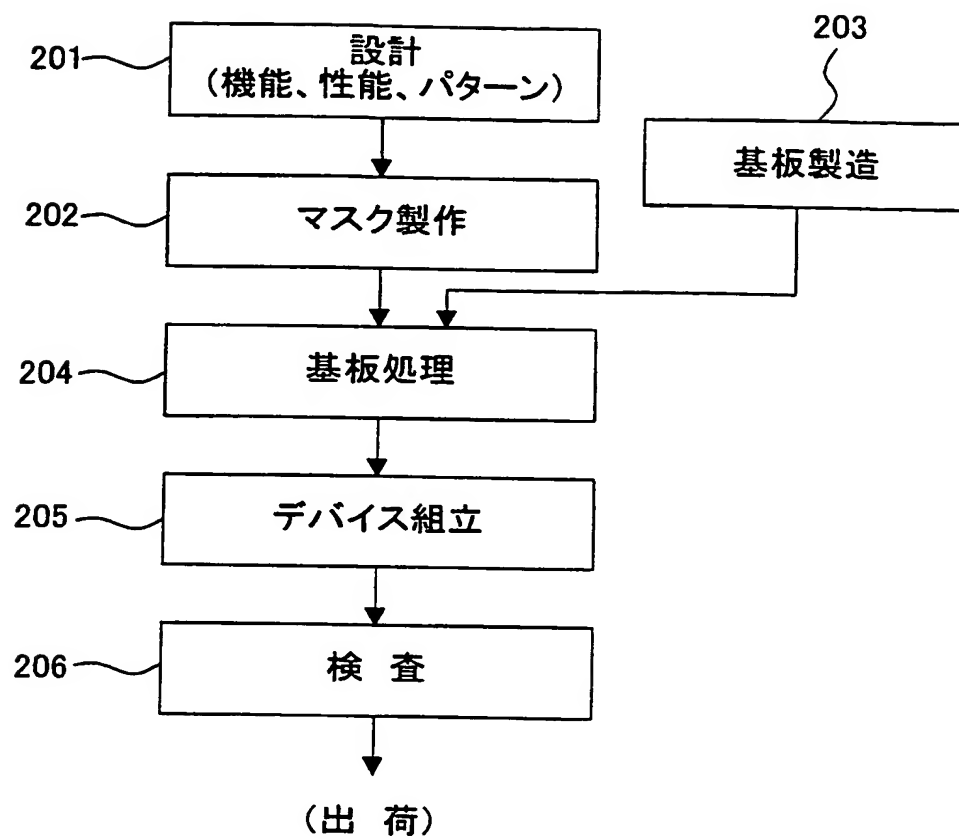 201
設計
(機能、性能、パターン)
203
基板製造
202
マスク製作
204
基板処理
205
デバイス組立
206
検 査
(出 荷)